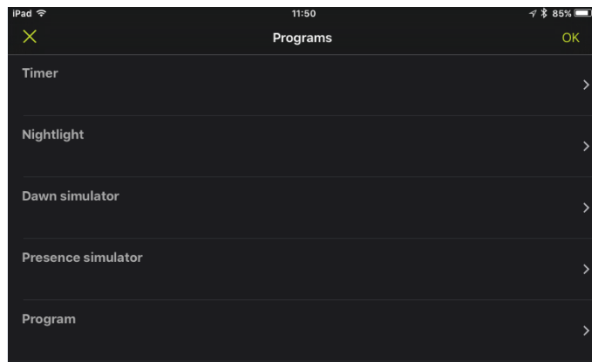 iPad 11:50 85%
Programs OK
Timer
Nightlight
Dawn simulator
Presence simulator
Program